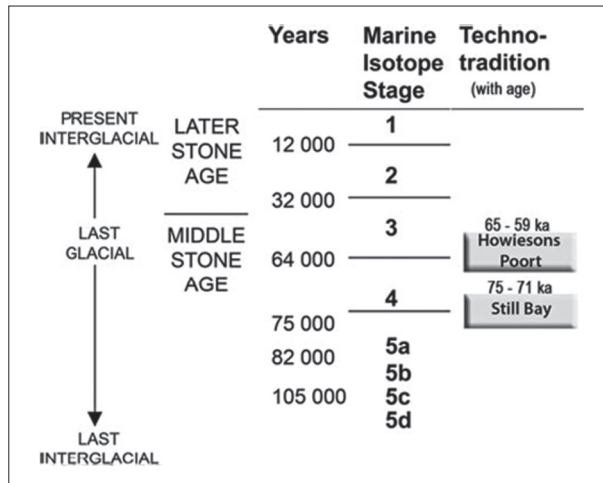 Years
Marine
Isotope
Stage
Techno-
tradition
(with age)
PRESENT
INTERGLACIAL
LATER
STONE
AGE
1
12 000
2
32 000
LAST
GLACIAL
MIDDLE
STONE
AGE
3
64 000
65 - 59 ka
Howiesons
Poort
4
75 000
75 - 71 ka
Still Bay
82 000
5a
5b
105 000
5c
5d
LAST
INTERGLACIAL